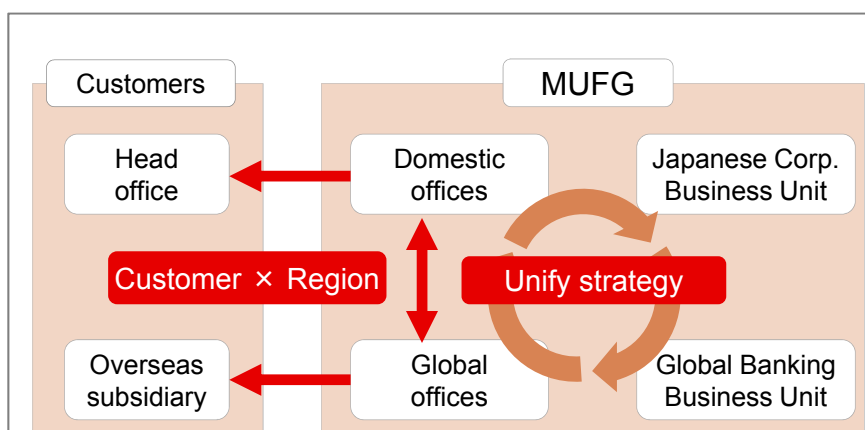 Customers
MUFG
Head
office
Domestic
offices
Japanese Corp.
Business Unit
Customer × Region
Unify strategy
Overseas
subsidiary
Global
offices
Global Banking
Business Unit